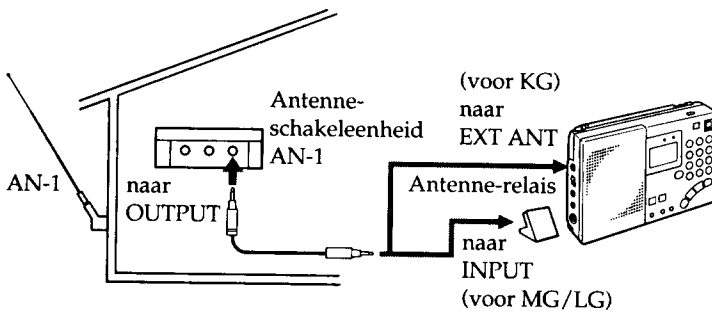 AN-1
Antenne-
schakeleenheid
AN-1
naar
OUTPUT
(voor KG)
naar
EXT ANT
Antenne-relais
naar
INPUT
(voor MG/LG)